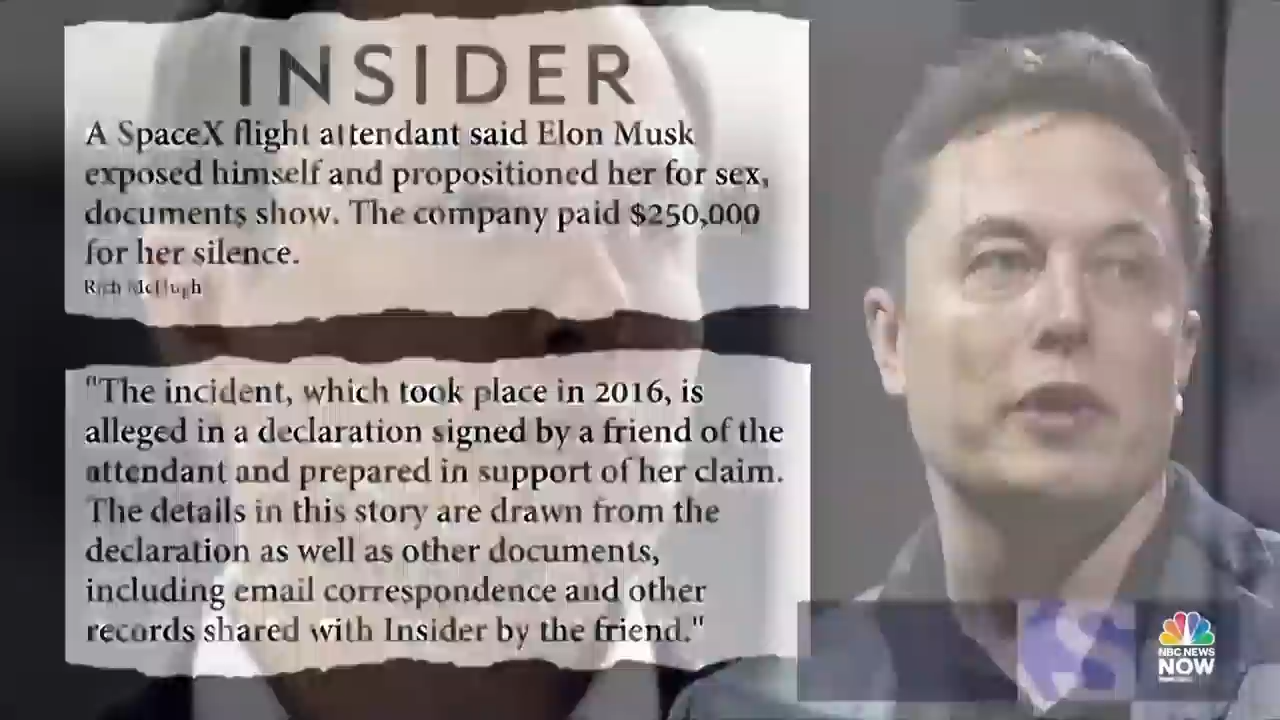 INSIDER
A SpaceX flight attendant said Elon Musk
exposed himself and propositioned her for sex,
documents show. The company paid $250,000
for her silence.
Rich McHugh
"The incident, which took place in 2016, is
alleged in a declaration signed by a friend of the
attendant and prepared in support of her claim.
The details in this story are drawn from the
declaration as well as other documents,
including email correspondence and other
records shared with Insider by the friend."
NBC NEWS
NOW